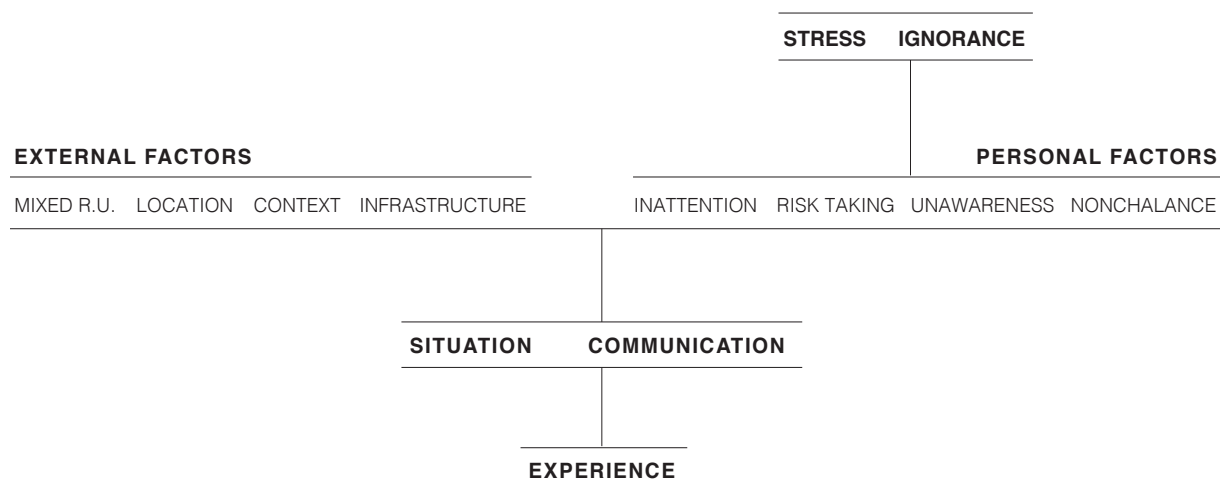 STRESS IGNORANCE
EXTERNAL FACTORS
PERSONAL FACTORS
MIXED R.U. LOCATION CONTEXT INFRASTRUCTURE
INATTENTION RISK TAKING UNAWARENESS NONCHALANCE
SITUATION COMMUNICATION
EXPERIENCE